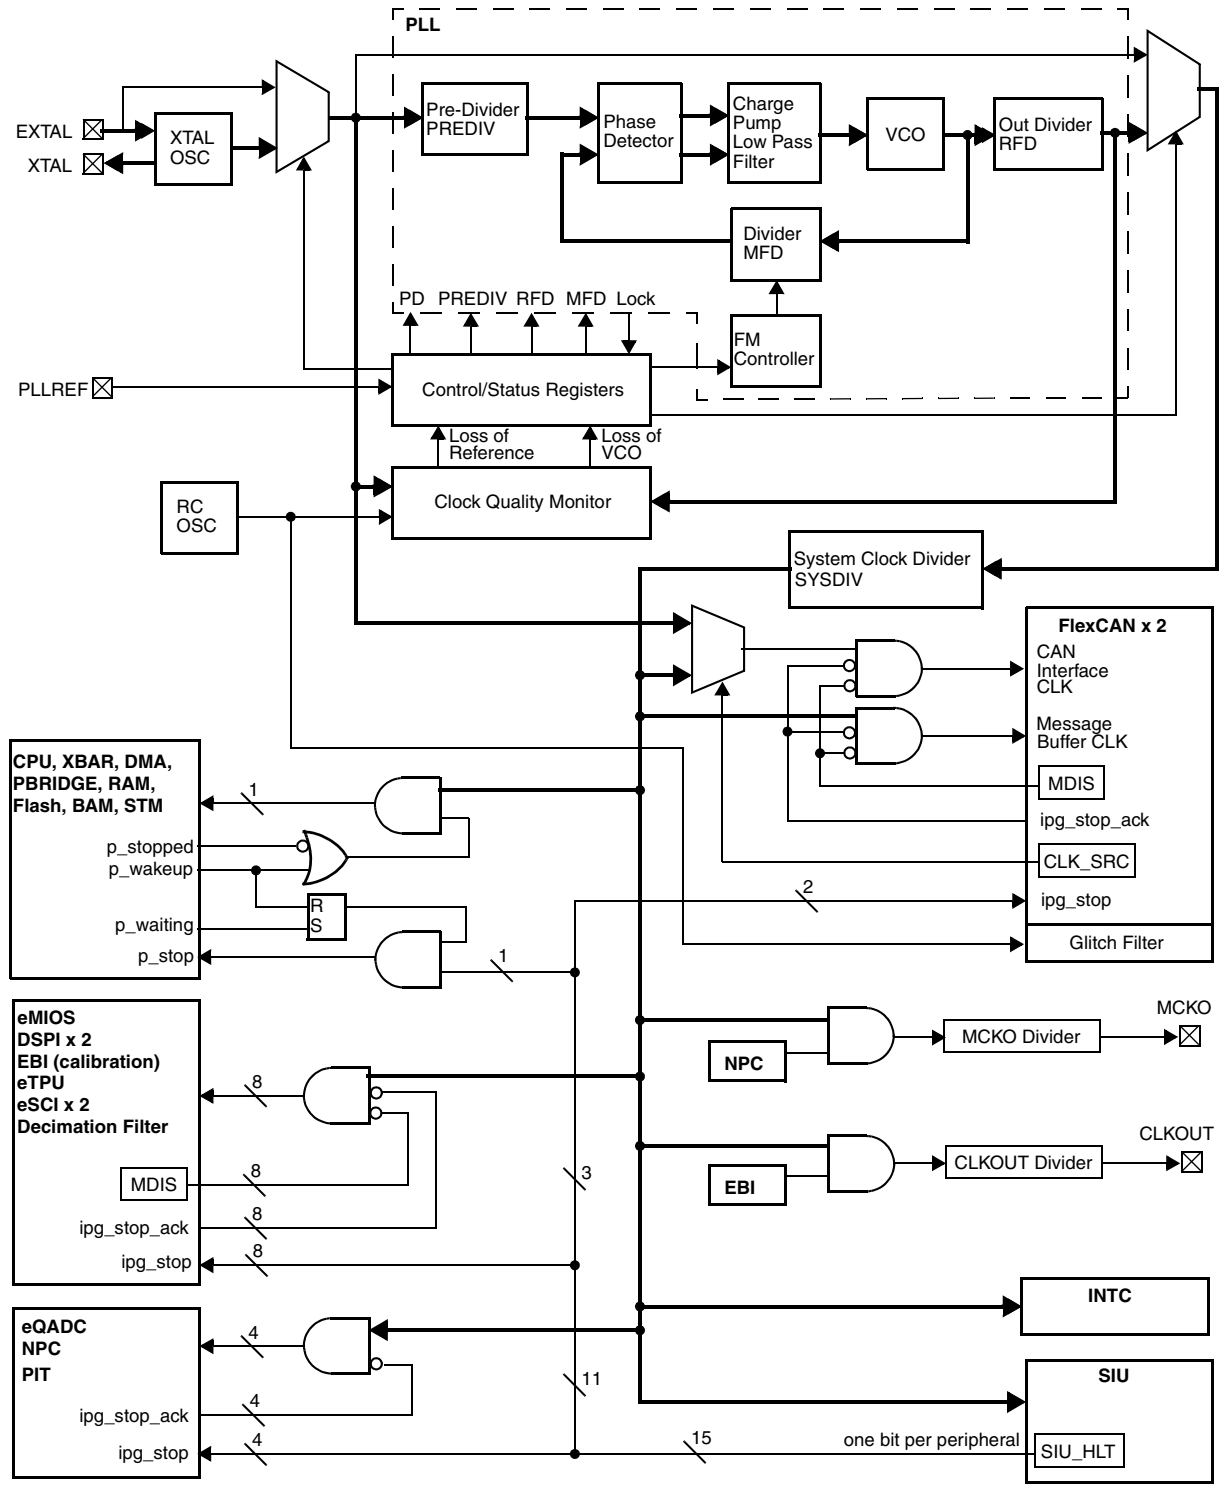 PLL
EXTAL
XTAL
XTAL
OSC
Pre-Divider
PREDIV
Phase
Detector
Charge
Pump
Low Pass
Filter
VCO
Out Divider
RFD
Divider
MFD
PD
PREDIV
RFD
MFD
Lock
FM
Controller
PLLREF
Control/Status Registers
Loss of
Reference
Loss of
VCO
Clock Quality Monitor
RC
OSC
System Clock Divider
SYSDIV
FlexCAN x 2
CAN
Interface
CLK
Message
Buffer CLK
MDIS
ipg_stop_ack
CLK_SRC
2
ipg_stop
Glitch Filter
CPU, XBAR, DMA,
PBRIDGE, RAM,
Flash, BAM, STM
1
p_stopped
p_wakeup
R
S
p_waiting
p_stop
1
eMIOS
DSPI x 2
EBI (calibration)
eTPU
eSCI x 2
Decimation Filter
8
MDIS
8
ipg_stop_ack
8
ipg_stop
8
3
NPC
MCKO Divider
MCKO
EBI
CLKOUT Divider
CLKOUT
INTC
eQADC
NPC
PIT
4
ipg_stop_ack
4
ipg_stop
4
11
15
one bit per peripheral
SIU
SIU_HLT